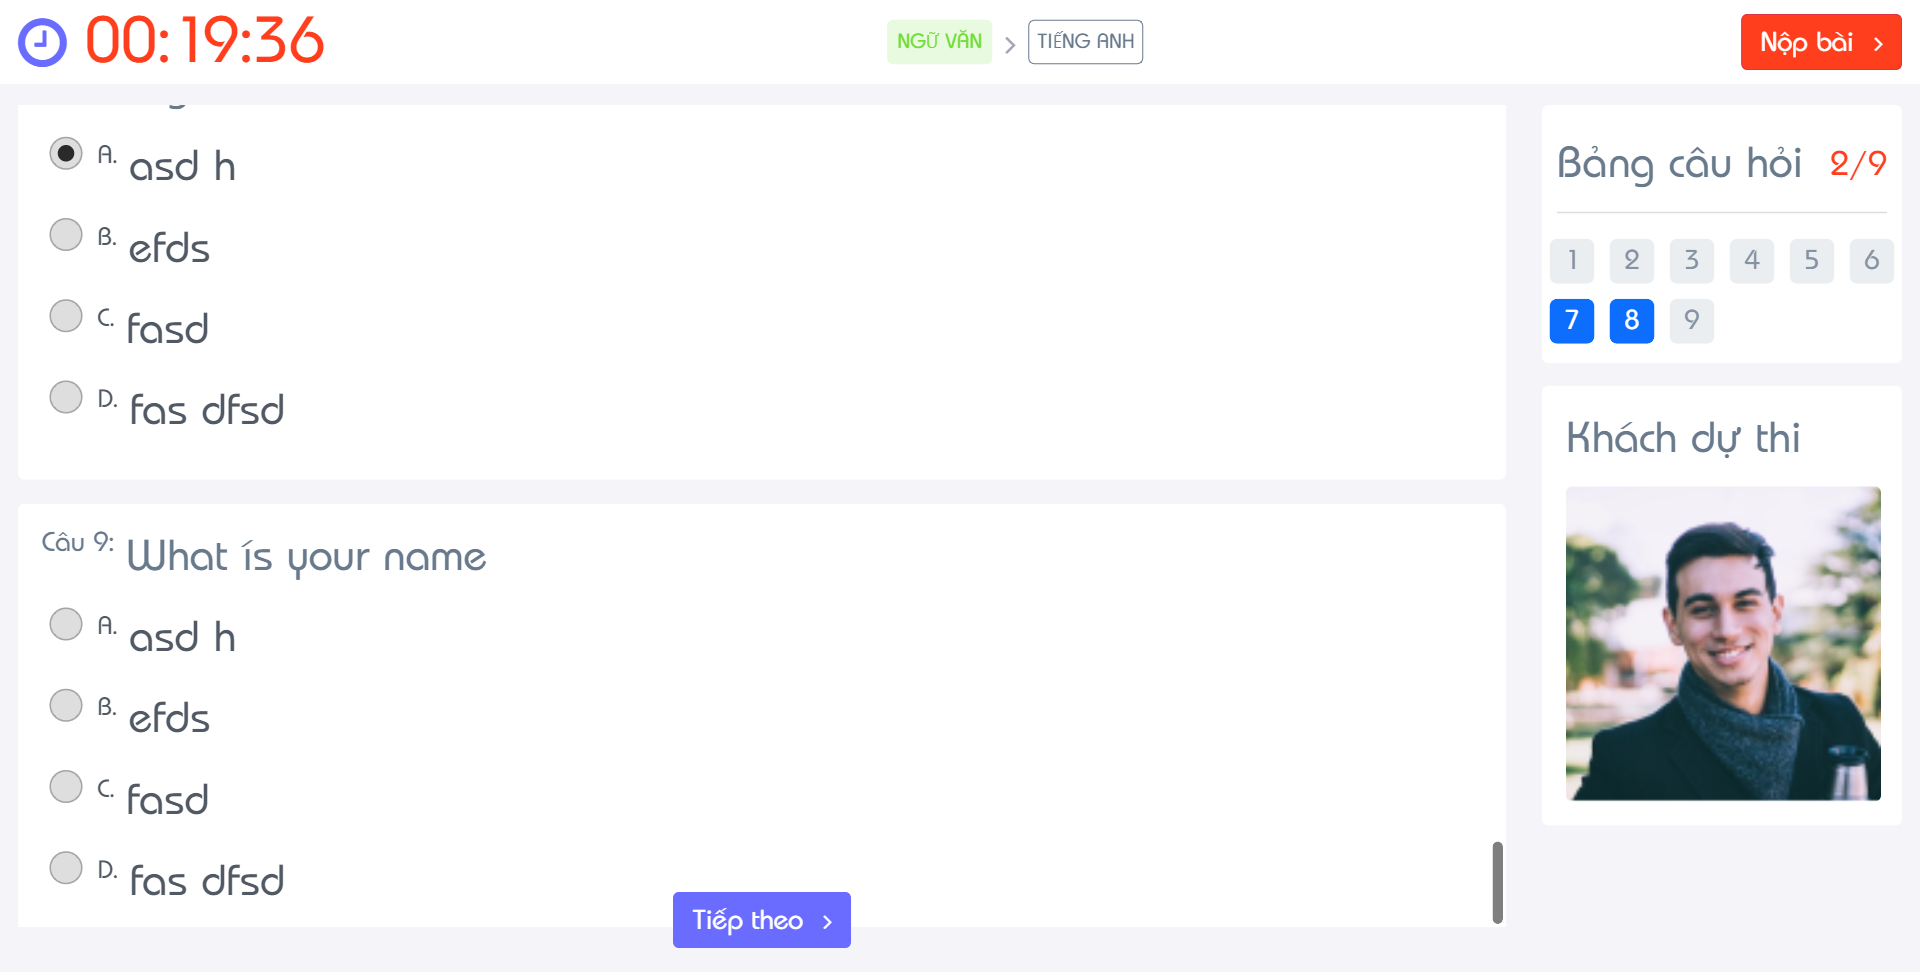 00:19:36
NGỮ VĂN
TIẾNG ANH
Nộp bài
A. asd h
B. efds
C. fasd
D. fas dfsd
Câu 9: What ís your name
A. asd h
B. efds
C. fasd
D. fas dfsd
Tiếp theo
Bảng câu hỏi 2/9
1 2 3 4 5 6
7 8 9
Khách dự thi